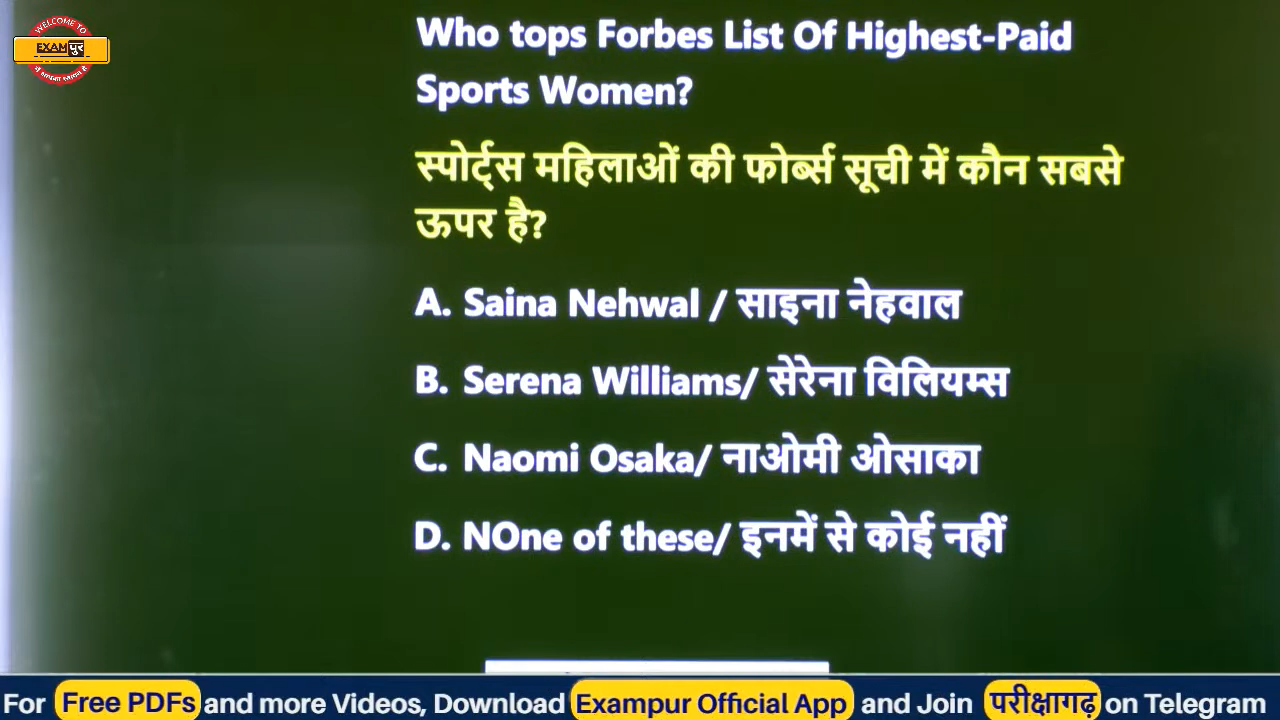 WELCOME TO
EXAMपुर
Who tops Forbes List Of Highest-Paid
Sports Women?
स्पोर्ट्स महिलाओं की फोर्ब्स सूची में कौन सबसे
ऊपर है?
A. Saina Nehwal / साइना नेहवाल
B. Serena Williams/ सेरेना विलियम्स
C. Naomi Osaka/ नाओमी ओसाका
D. NOne of these/ इनमें से कोई नहीं
For Free PDFs and more Videos, Download Exampur Official App and Join परीक्षागढ़ on Telegram